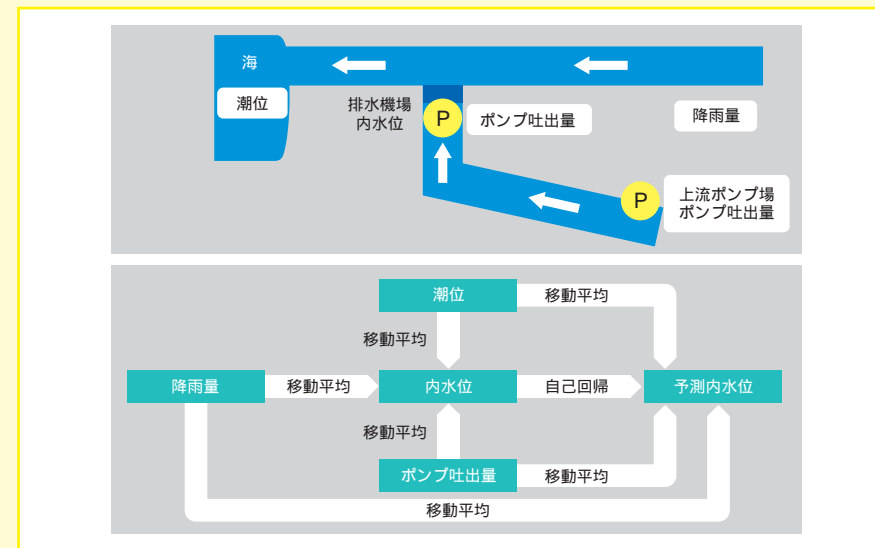 海
潮位
排水機場
内水位
P
ポンプ吐出量
降雨量
P
上流ポンプ場
ポンプ吐出量
潮位
移動平均
移動平均
降雨量
移動平均
内水位
自己回帰
予測内水位
移動平均
ポンプ吐出量
移動平均
移動平均